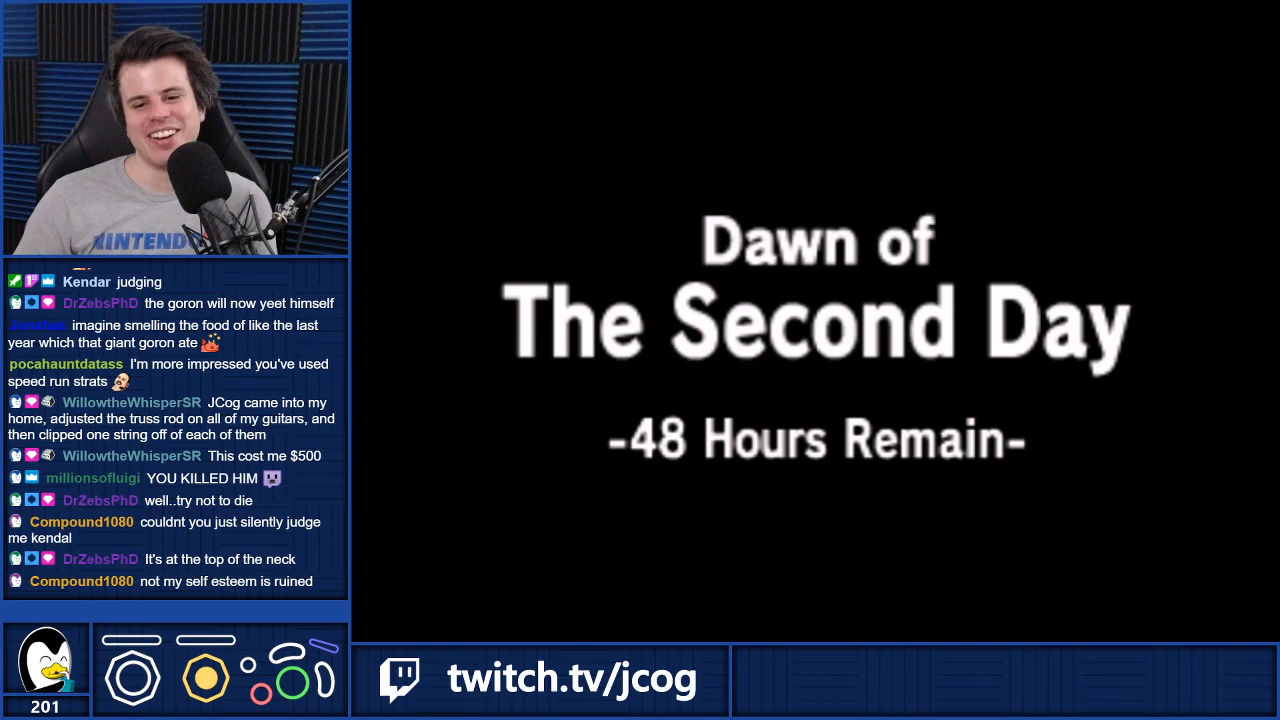 NINTENDO
Dawn of
The Second Day
-48 Hours Remain-
Kendar judging
DrZebsPhD the goron will now yeet himself
imagine smelling the food of like the last
year which that giant goron ate
pocahauntdatass I'm more impressed you've used
speed run strats
WillowtheWhisperSR JCog came into my
home, adjusted the truss rod on all of my guitars, and
then clipped one string off of each of them
WillowtheWhisperSR This cost me $500
millionsofluigi YOU KILLED HIM
DrZebsPhD well..try not to die
Compound1080 couldnt you just silently judge
me kendal
DrZebsPhD It's at the top of the neck
Compound1080 not my self esteem is ruined
201
twitch.tv/jcog